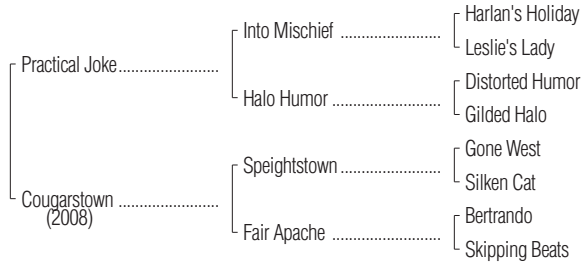 Harlan's Holiday
Into Mischief ....................
Leslie's Lady
Practical Joke....................
Distorted Humor
Halo Humor ......................
Gilded Halo
Gone West
Speightstown ....................
Silken Cat
Cougarstown ....................
(2008)
Bertrando
Fair Apache ......................
Skipping Beats